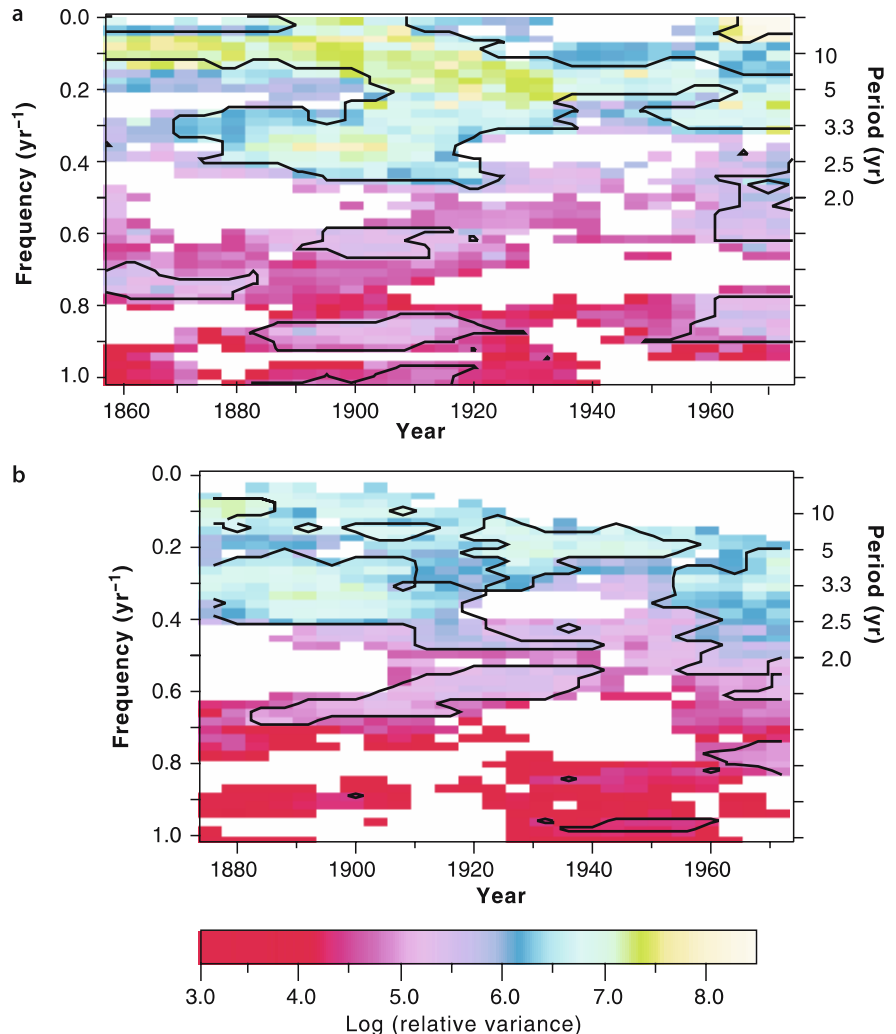 a
0.0
0.2
0.4
0.6
0.8
1.0
Frequency (yr⁻¹)
10
5
3.3
2.5
2.0
Period (yr)
1860 1880 1900 1920 1940 1960
Year
b
0.0
0.2
0.4
0.6
0.8
1.0
Frequency (yr⁻¹)
10
5
3.3
2.5
2.0
Period (yr)
1880 1900 1920 1940 1960
Year
3.0 4.0 5.0 6.0 7.0 8.0
Log (relative variance)